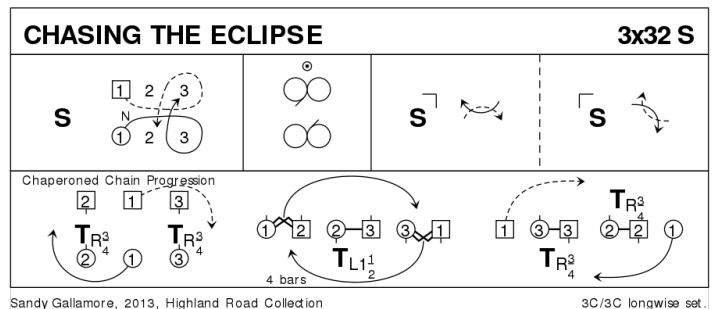 CHASING THE ECLIPSE 3x32 S
S 1 2 3
N
1 2 3
S
S
Chaperoned Chain Progression
2 1 3
T R 3/4 T R 3/4
2 1 3
1 2 2 3 3 1
T L 1 1/2
4 bars
T R 3/4
1 3 3 2 2 1
T R 3/4
Sandy Gallamore, 2013, Highland Road Collection 3C/3C longwise set.